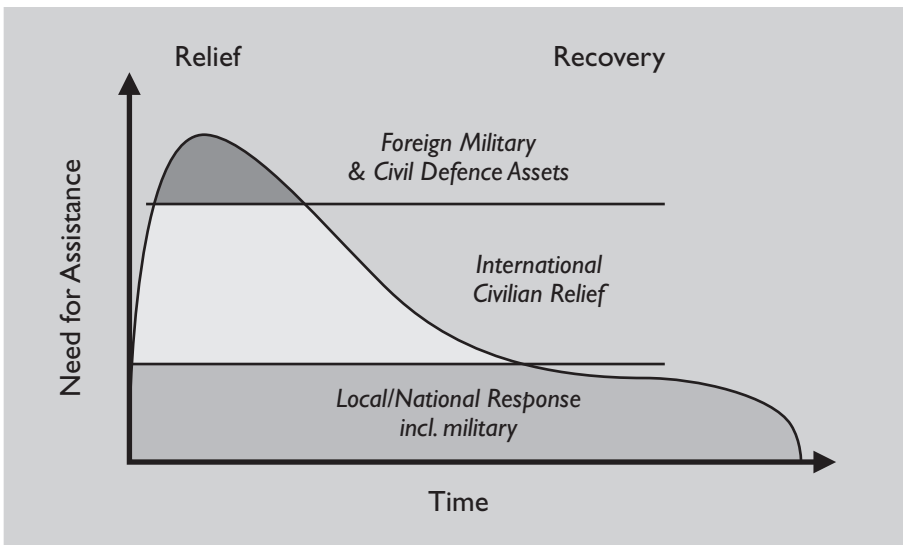 Relief
Recovery
Foreign Military
& Civil Defence Assets
Need for Assistance
International
Civilian Relief
Local/National Response
incl. military
Time